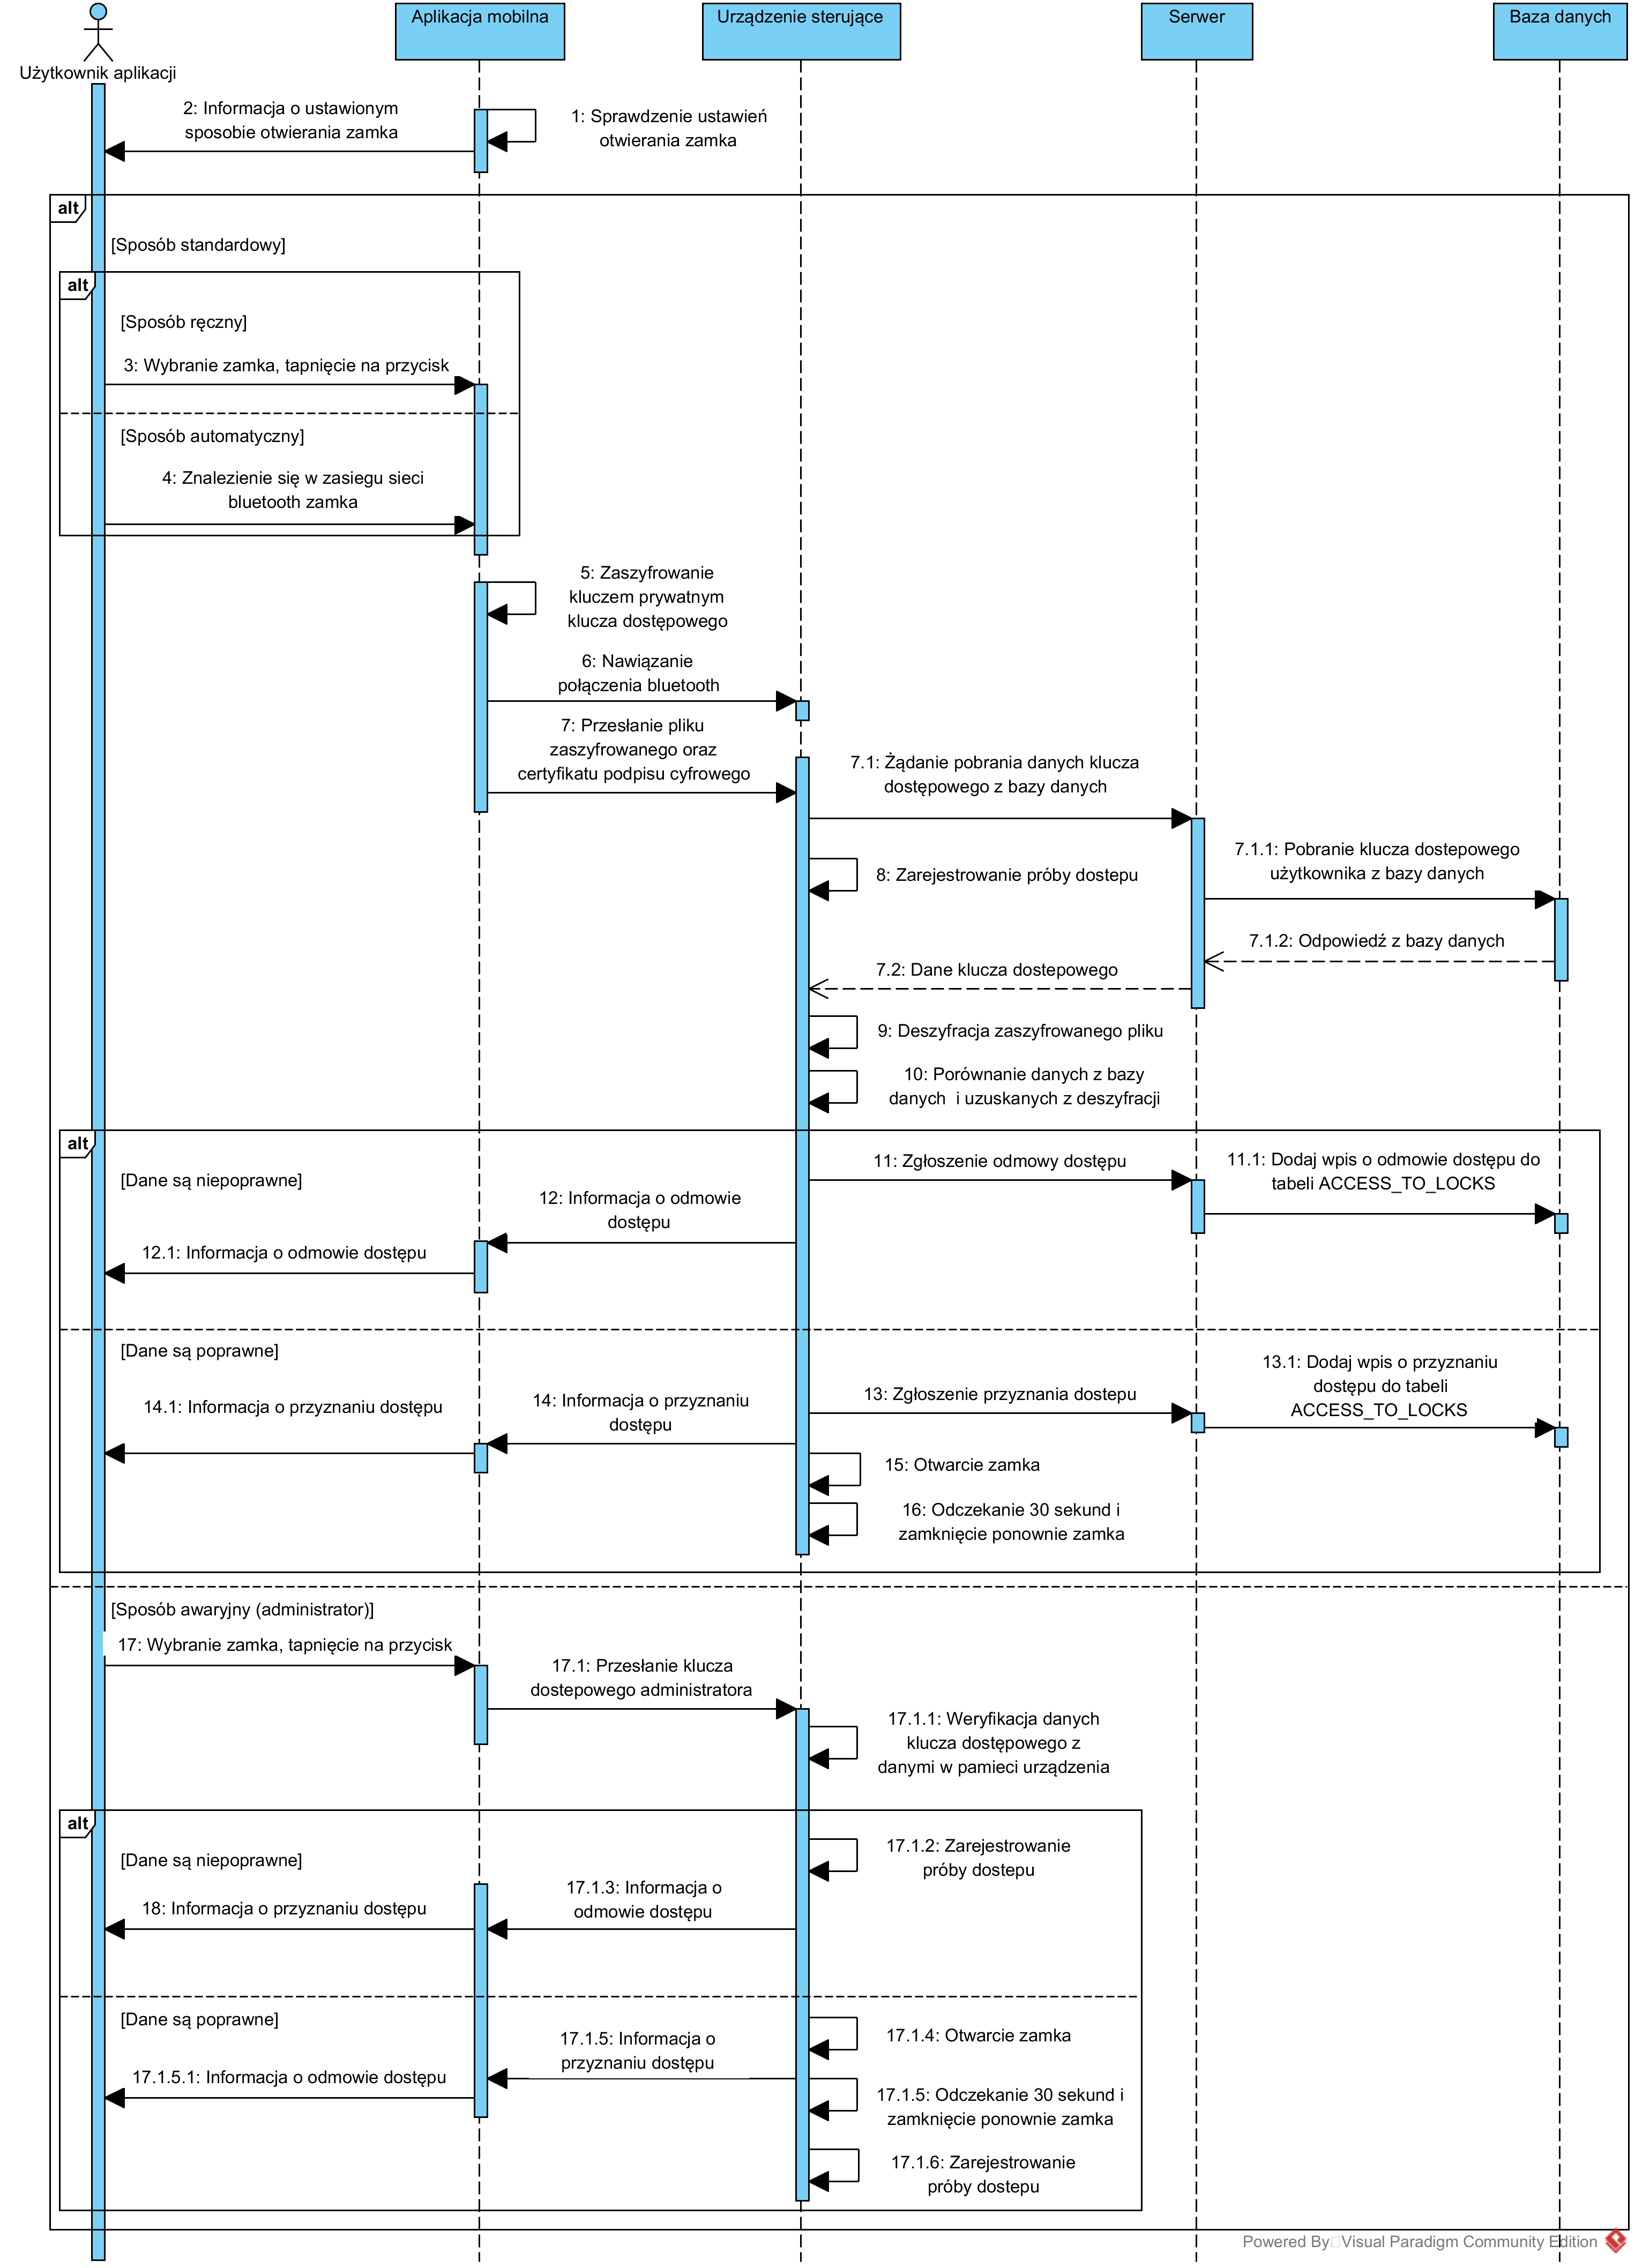 Aplikacja mobilna
Urządzenie sterujące
Serwer
Baza danych
Użytkownik aplikacji
2: Informacja o ustawionym
sposobie otwierania zamka
1: Sprawdzenie ustawień
otwierania zamka
alt
[Sposób standardowy]
alt
[Sposób ręczny]
3: Wybranie zamka, tapnięcie na przycisk
[Sposób automatyczny]
4: Znalezienie się w zasiegu sieci
bluetooth zamka
5: Zaszyfrowanie
kluczem prywatnym
klucza dostępowego
6: Nawiązanie
połączenia bluetooth
7: Przesłanie pliku
zaszyfrowanego oraz
certyfikatu podpisu cyfrowego
7.1: Żądanie pobrania danych klucza
dostępowego z bazy danych
8: Zarejestrowanie próby dostepu
7.1.1: Pobranie klucza dostepowego
użytkownika z bazy danych
7.1.2: Odpowiedź z bazy danych
7.2: Dane klucza dostepowego
9: Deszyfracja zaszyfrowanego pliku
10: Porównanie danych z bazy
danych  i uzuskanych z deszyfracji
alt
[Dane są niepoprawne]
11: Zgłoszenie odmowy dostępu
11.1: Dodaj wpis o odmowie dostępu do
tabeli ACCESS_TO_LOCKS
12: Informacja o odmowie
dostępu
12.1: Informacja o odmowie dostępu
[Dane są poprawne]
13: Zgłoszenie przyznania dostepu
13.1: Dodaj wpis o przyznaniu
dostępu do tabeli
ACCESS_TO_LOCKS
14: Informacja o przyznaniu
dostępu
14.1: Informacja o przyznaniu dostępu
15: Otwarcie zamka
16: Odczekanie 30 sekund i
zamknięcie ponownie zamka
[Sposób awaryjny (administrator)]
17: Wybranie zamka, tapnięcie na przycisk
17.1: Przesłanie klucza
dostepowego administratora
17.1.1: Weryfikacja danych
klucza dostępowego z
danymi w pamieci urządzenia
alt
[Dane są niepoprawne]
17.1.2: Zarejestrowanie
próby dostepu
17.1.3: Informacja o
odmowie dostępu
18: Informacja o przyznaniu dostępu
[Dane są poprawne]
17.1.4: Otwarcie zamka
17.1.5: Informacja o
przyznaniu dostępu
17.1.5.1: Informacja o odmowie dostępu
17.1.5: Odczekanie 30 sekund i
zamknięcie ponownie zamka
17.1.6: Zarejestrowanie
próby dostepu
Powered By Visual Paradigm Community Edition